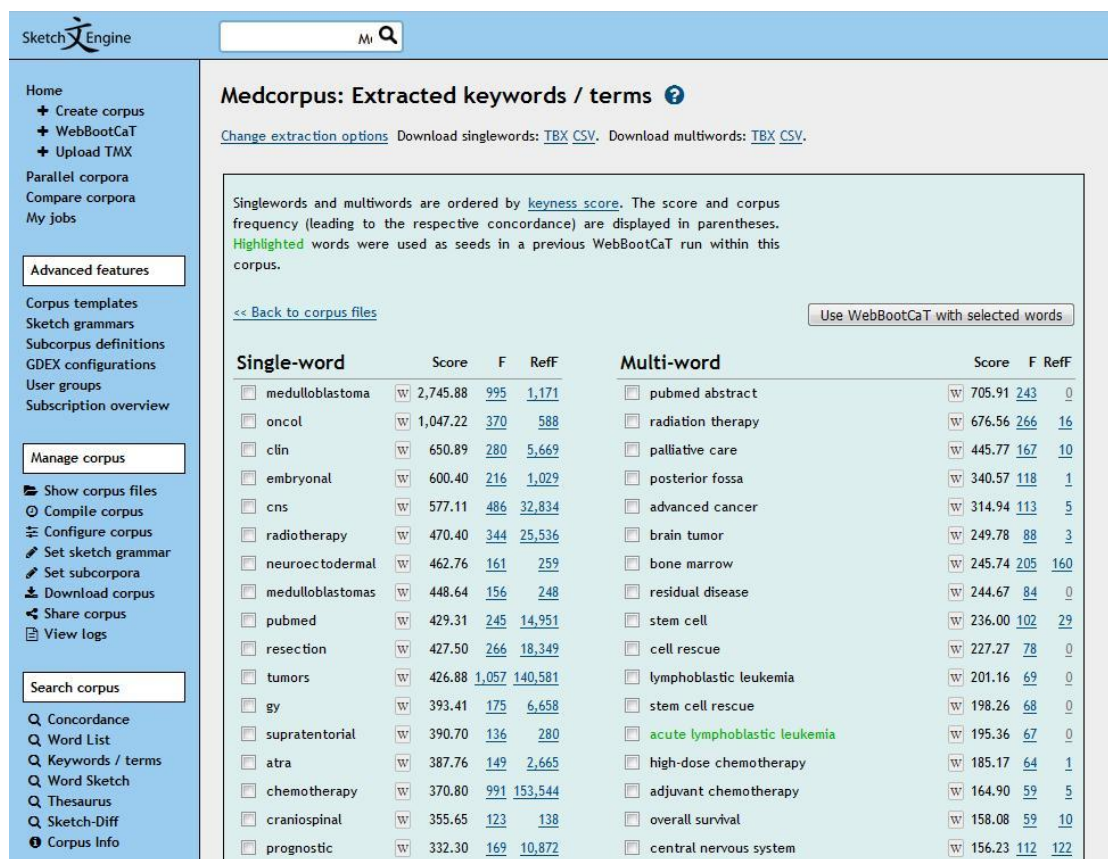 Sketch Engine
M
Home
Create corpus
WebBootCaT
Upload TMX
Parallel corpora
Compare corpora
My jobs
Advanced features
Corpus templates
Sketch grammars
Subcorpus definitions
GDEX configurations
User groups
Subscription overview
Manage corpus
Show corpus files
Compile corpus
Configure corpus
Set sketch grammar
Set subcorpora
Download corpus
Share corpus
View logs
Search corpus
Concordance
Word List
Keywords / terms
Word Sketch
Thesaurus
Sketch-Diff
Corpus Info
Medcorpus: Extracted keywords / terms ?
Change extraction options Download singlewords: TBX CSV. Download multiwords: TBX CSV.
Singlewords and multiwords are ordered by keyness score. The score and corpus
frequency (leading to the respective concordance) are displayed in parentheses.
Highlighted words were used as seeds in a previous WebBootCaT run within this
corpus.
<< Back to corpus files
Use WebBootCaT with selected words
Single-word Score F RefF
medulloblastoma W 2,745.88 995 1,171
oncol W 1,047.22 370 588
clin W 650.89 280 5,669
embryonal W 600.40 216 1,029
cns W 577.11 486 32,834
radiotherapy W 470.40 344 25,536
neuroectodermal W 462.76 161 259
medulloblastomas W 448.64 156 248
pubmed W 429.31 245 14,951
resection W 427.50 266 18,349
tumors W 426.88 1,057 140,581
gy W 393.41 175 6,658
supratentorial W 390.70 136 280
atra W 387.76 149 2,665
chemotherapy W 370.80 991 153,544
craniospinal W 355.65 123 138
prognostic W 332.30 169 10,872
Multi-word Score F RefF
pubmed abstract W 705.91 243 0
radiation therapy W 676.56 266 16
palliative care W 445.77 167 10
posterior fossa W 340.57 118 1
advanced cancer W 314.94 113 5
brain tumor W 249.78 88 3
bone marrow W 245.74 205 160
residual disease W 244.67 84 0
stem cell W 236.00 102 29
cell rescue W 227.27 78 0
lymphoblastic leukemia W 201.16 69 0
stem cell rescue W 198.26 68 0
acute lymphoblastic leukemia W 195.36 67 0
high-dose chemotherapy W 185.17 64 1
adjuvant chemotherapy W 164.90 59 5
overall survival W 158.08 59 10
central nervous system W 156.23 112 122